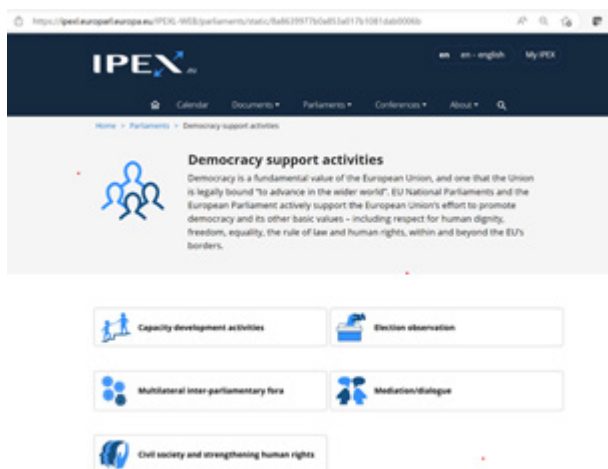 https://ipexl.europarl.europa.eu/IPEXL-WEB/parliaments/static/
IPEX.eu
en en - english My IPEX
Calendar Documents Parliaments Conferences About
Home > Parliaments > Democracy support activities
Democracy support activities
Democracy is a fundamental value of the European Union, and one that the Union
is legally bound "to advance in the wider world". EU National Parliaments and the
European Parliament actively support the European Union's effort to promote
democracy and its other basic values – including respect for human dignity,
freedom, equality, the rule of law and human rights, within and beyond the EU's
borders.
Capacity development activities
Election observation
Multilateral inter-parliamentary fora
Mediation/dialogue
Civil society and strengthening human rights